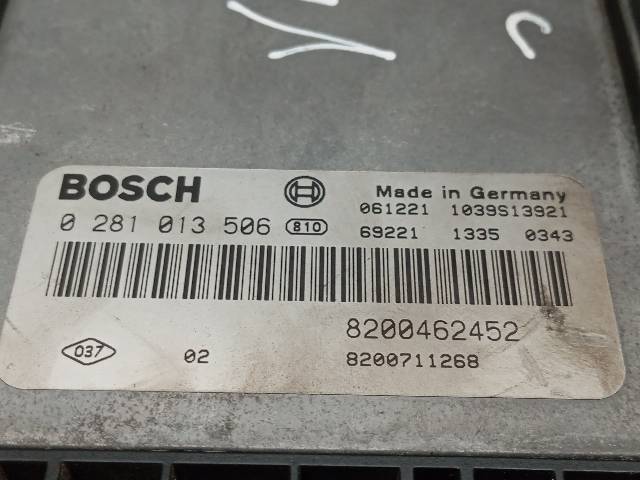 BOSCH
Made in Germany
0 281 013 506 810
061221 1039S13921
69221 1335 0343
8200462452
037 02 8200711268